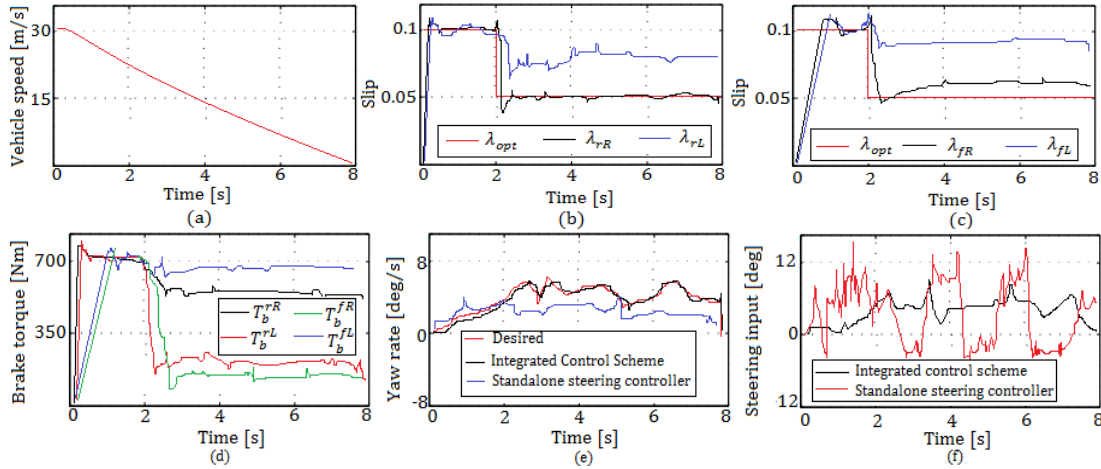 Vehicle speed [m/s]
30
15
0 2 4 6 8
Time [s]
(a)
Slip
0.1
0.05
λopt λrR λrL
0 2 4 6 8
Time [s]
(b)
Slip
0.1
0.05
λopt λfR λfL
0 2 4 6 8
Time [s]
(c)
Brake torque [Nm]
700
350
T_b^rR T_b^fR
T_b^rL T_b^fL
0 2 4 6 8
Time [s]
(d)
Yaw rate [deg/s]
8
0
-8
Desired
Integrated Control Scheme
Standalone steering controller
0 2 4 6 8
Time [s]
(e)
Steering input [deg]
12
0
12
Integrated control scheme
Standalone steering controller
0 2 4 6 8
Time [s]
(f)